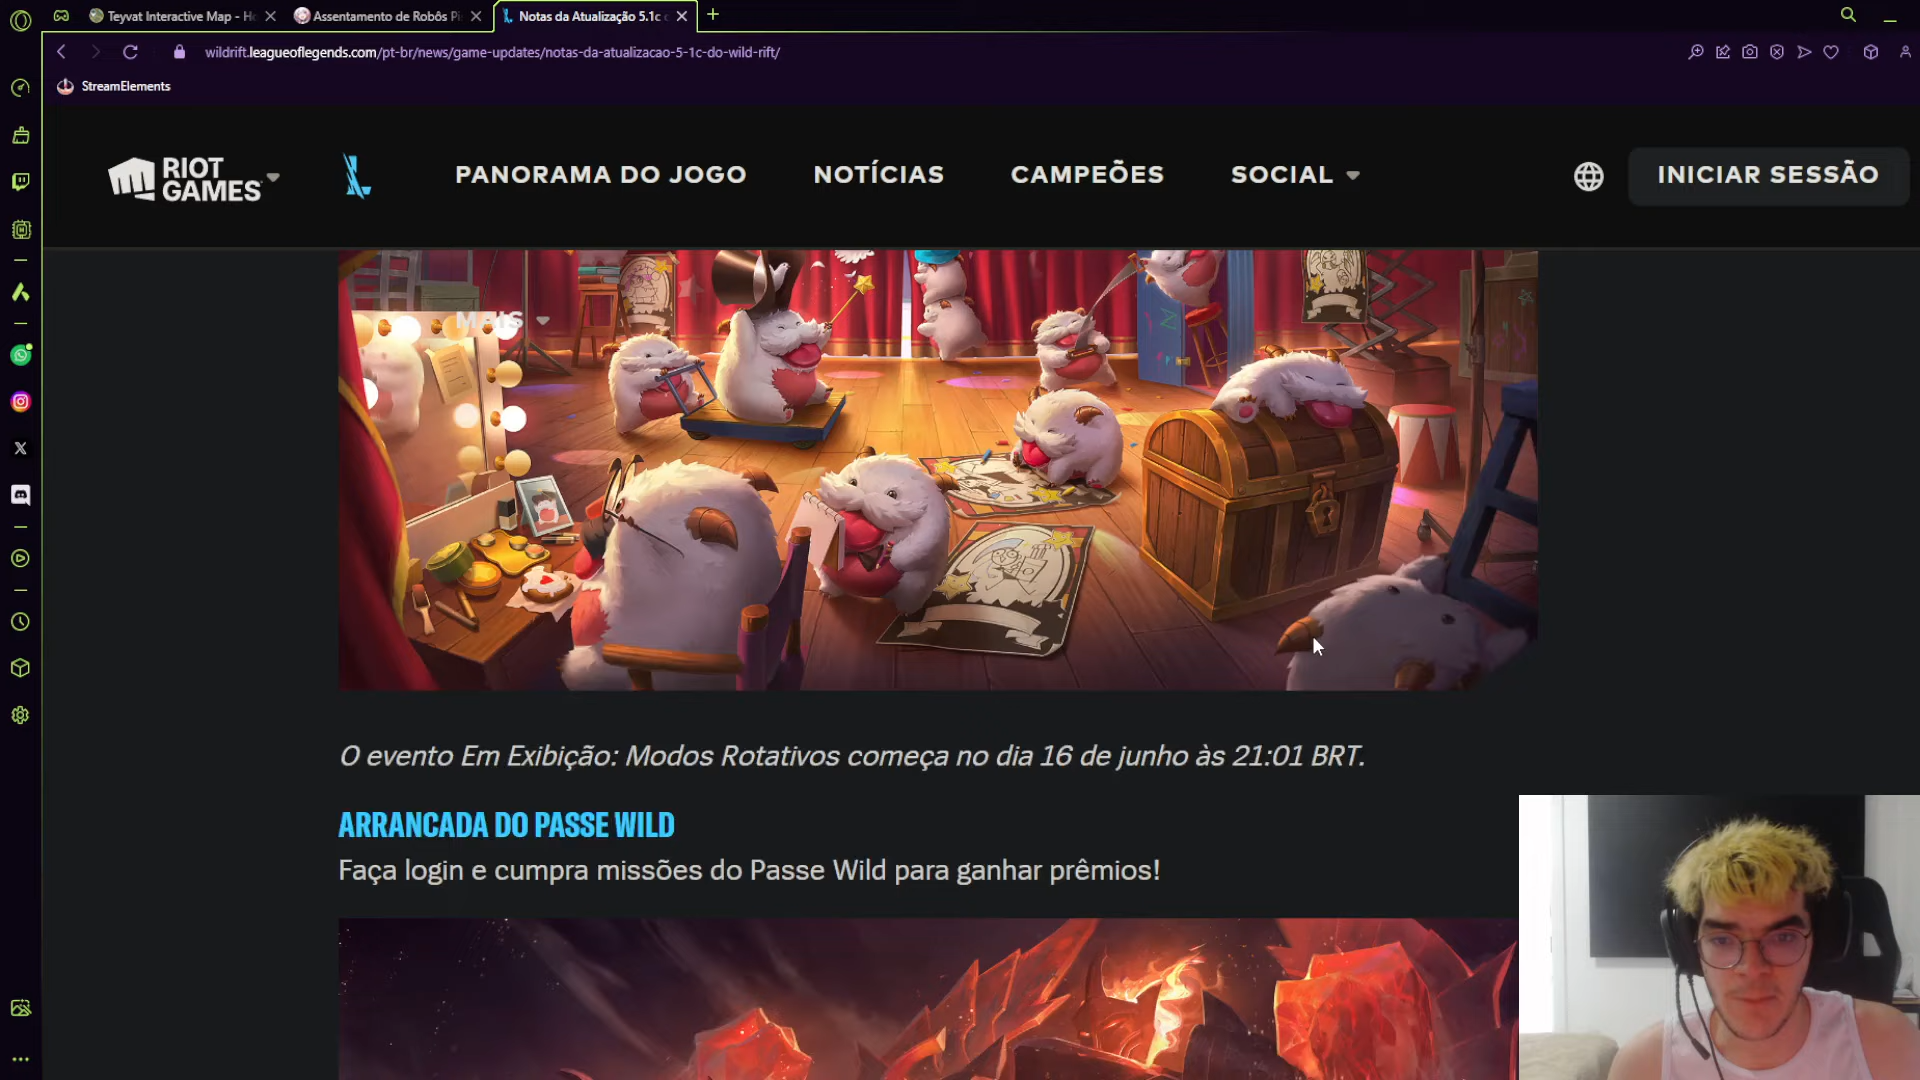 Teyvat Interactive Map - Ho
Assentamento de Robôs Pi
Notas da Atualização 5.1c d
wildrift.leagueoflegends.com/pt-br/news/game-updates/notas-da-atualizacao-5-1c-do-wild-rift/
StreamElements
RIOT GAMES
PANORAMA DO JOGO
NOTÍCIAS
CAMPEÕES
SOCIAL
INICIAR SESSÃO
MAIS
O evento Em Exibição: Modos Rotativos começa no dia 16 de junho às 21:01 BRT.
ARRANCADA DO PASSE WILD
Faça login e cumpra missões do Passe Wild para ganhar prêmios!